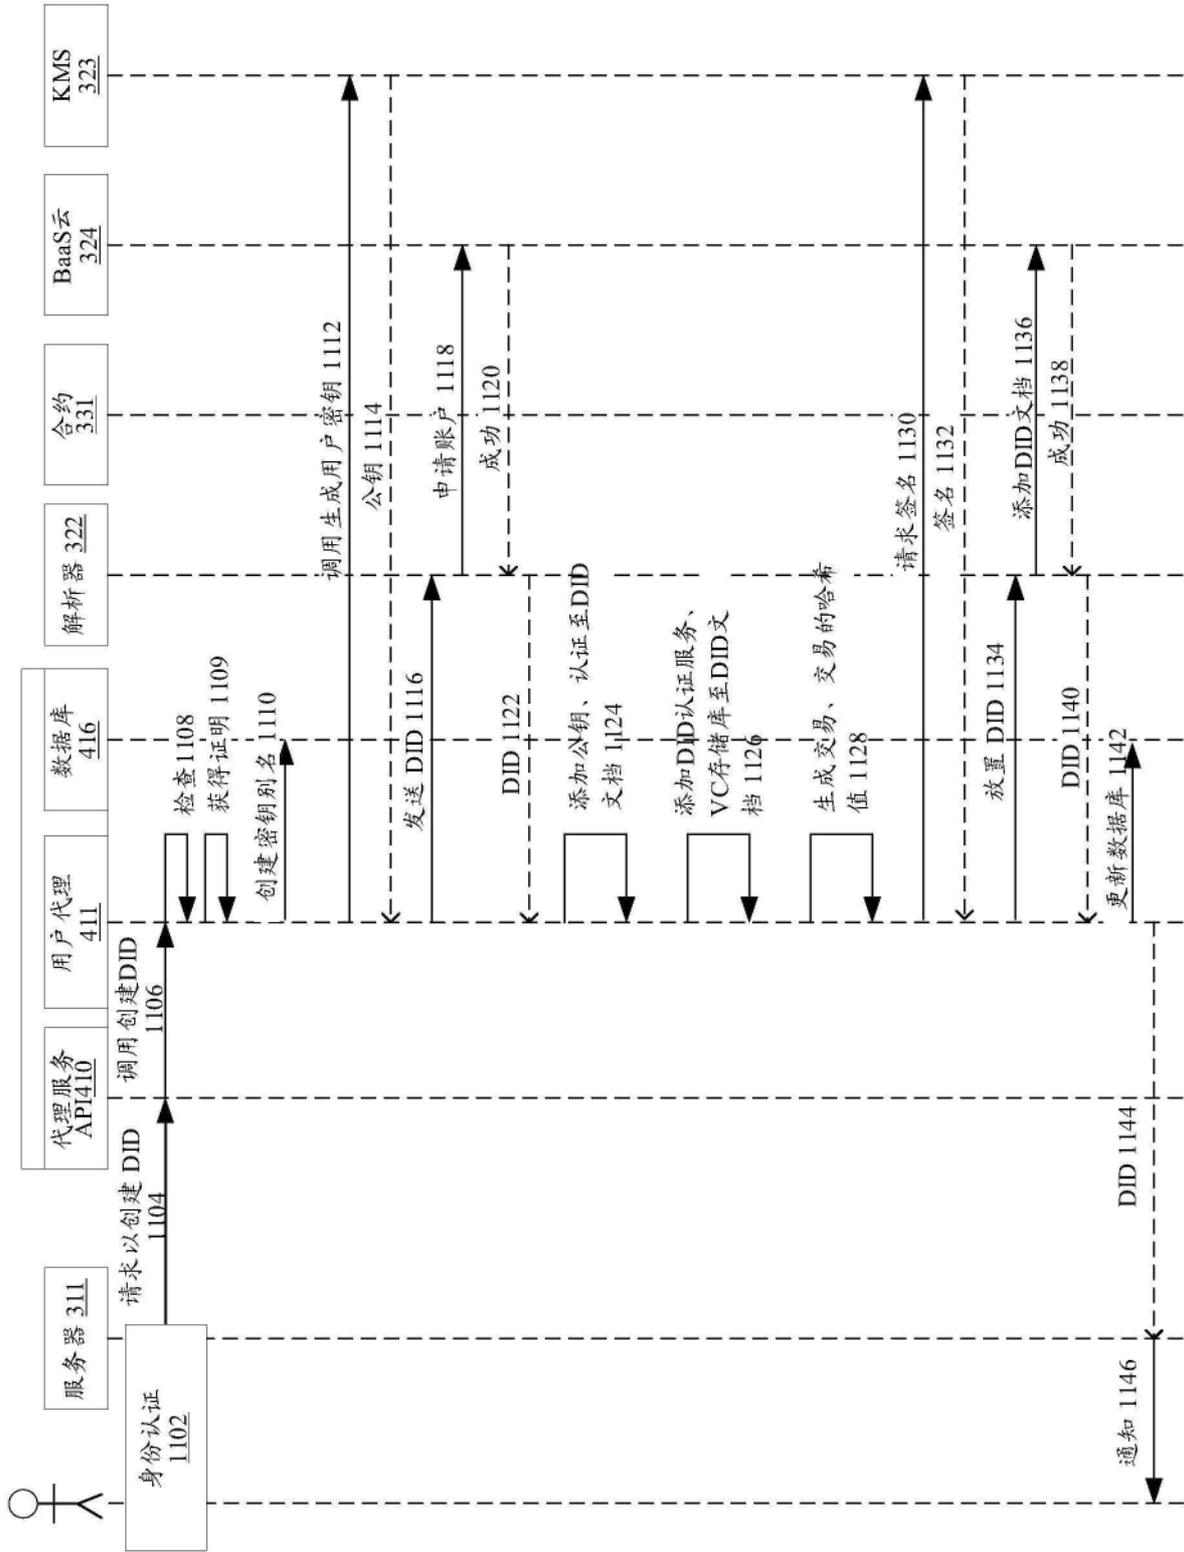 服务器 311
代理服务
API410
用户代理
411
数据库
416
解析器 322
合约
331
BaaS云
324
KMS
323
身份认证
1102
请求以创建 DID
1104
调用创建DID
1106
检查1108
获得证明 1109
创建密钥别名 1110
调用生成用户密钥 1112
公钥 1114
发送 DID 1116
申请账户 1118
成功 1120
DID 1122
添加公钥、认证至DID
文档 1124
添加DID认证服务、
VC存储库至DID文
档 1126
生成交易、交易的哈希
值 1128
请求签名 1130
签名 1132
放置 DID 1134
添加DID文档 1136
成功 1138
DID 1140
更新数据库 1142
DID 1144
通知 1146